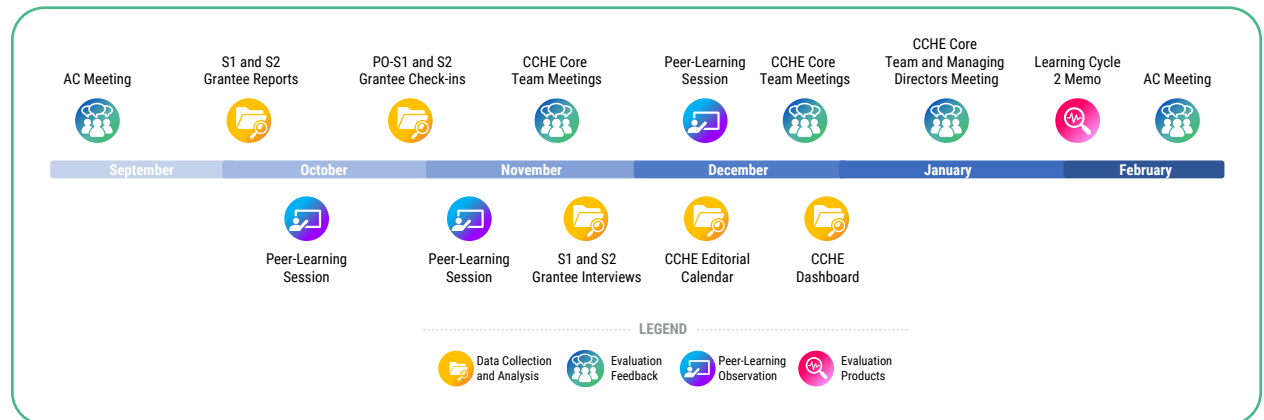 AC Meeting
S1 and S2
Grantee Reports
PO-S1 and S2
Grantee Check-ins
CCHE Core
Team Meetings
Peer-Learning
Session
CCHE Core
Team Meetings
CCHE Core
Team and Managing
Directors Meeting
Learning Cycle
2 Memo
AC Meeting
September
October
November
December
January
February
Peer-Learning
Session
Peer-Learning
Session
S1 and S2
Grantee Interviews
CCHE Editorial
Calendar
CCHE
Dashboard
LEGEND
Data Collection
and Analysis
Evaluation
Feedback
Peer-Learning
Observation
Evaluation
Products